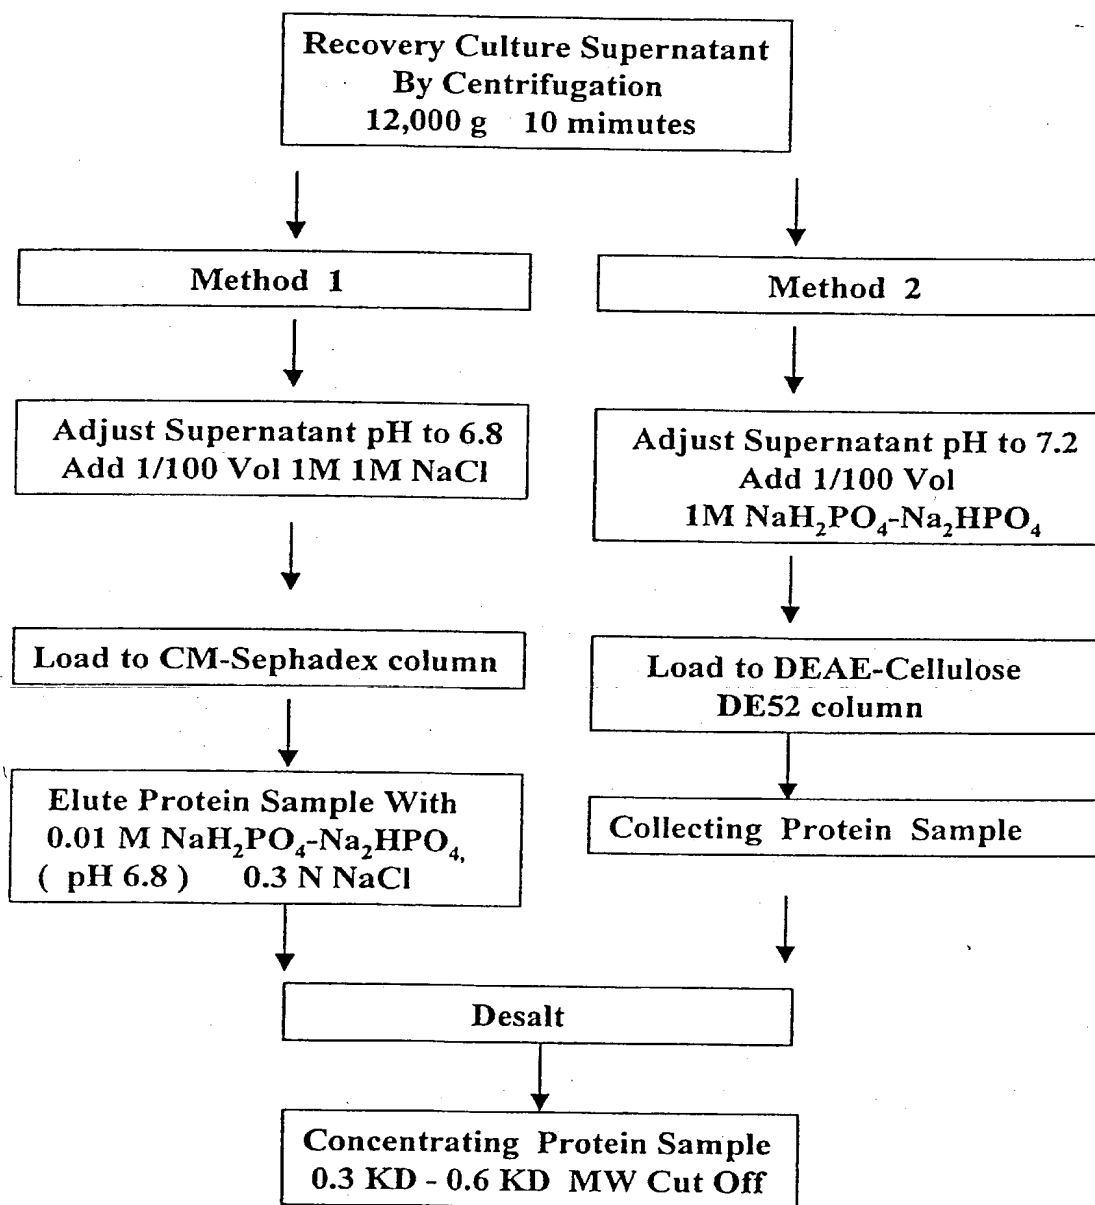 Recovery Culture Supernatant
By Centrifugation
12,000 g 10 mimutes
Method 1
Method 2
Adjust Supernatant pH to 6.8
Add 1/100 Vol 1M 1M NaCl
Adjust Supernatant pH to 7.2
Add 1/100 Vol
1M NaH₂PO₄-Na₂HPO₄
Load to CM-Sephadex column
Load to DEAE-Cellulose
DE52 column
Elute Protein Sample With
0.01 M NaH₂PO₄-Na₂HPO₄,
( pH 6.8 ) 0.3 N NaCl
Collecting Protein Sample
Desalt
Concentrating Protein Sample
0.3 KD - 0.6 KD MW Cut Off